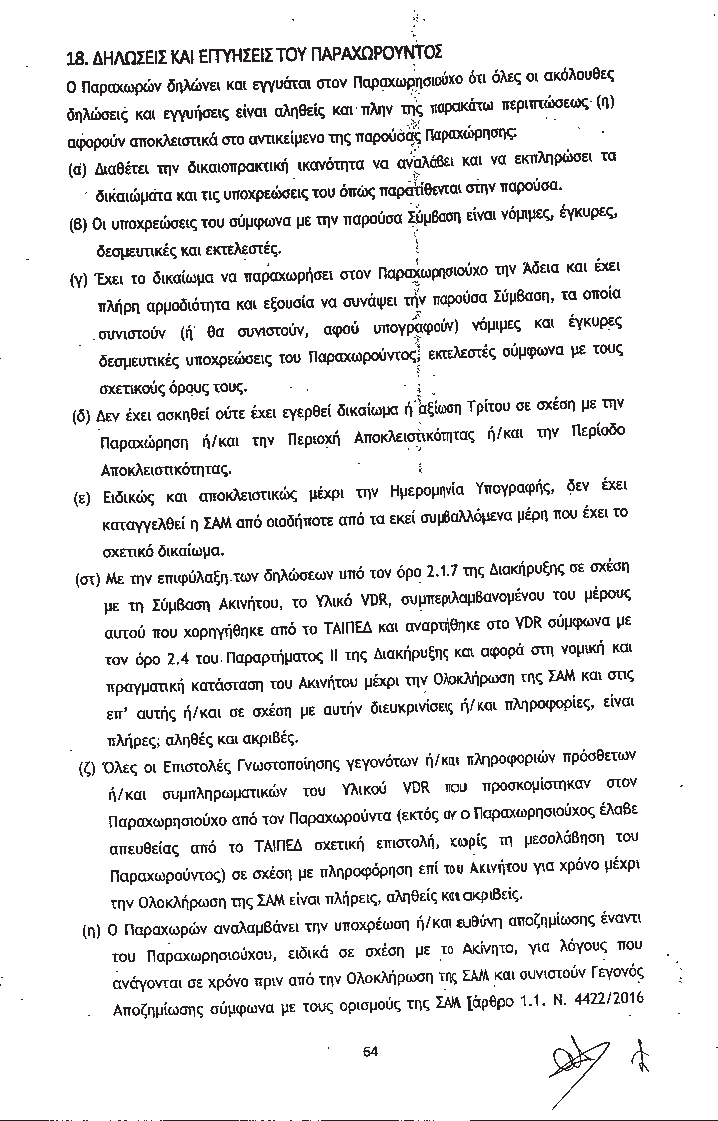 18. ΔΗΛΩΣΕΙΣ ΚΑΙ ΕΓΓΥΗΣΕΙΣ ΤΟΥ ΠΑΡΑΧΩΡΟΥΝΤΟΣ
Ο Παραχωρών δηλώνει και εγγυάται στον Παραχωρησιούχο ότι όλες οι ακόλουθες
δηλώσεις και εγγυήσεις είναι αληθείς και πλην της παρακάτω περιπτώσεως (η)
αφορούν αποκλειστικά στο αντικείμενο της παρούσας Παραχώρησης:
(α) Διαθέτει την δικαιοπρακτική ικανότητα να αναλάβει και να εκπληρώσει τα
δικαιώματα και τις υποχρεώσεις του όπως παρατίθενται στην παρούσα.
(β) Οι υποχρεώσεις του σύμφωνα με την παρούσα Σύμβαση είναι νόμιμες, έγκυρες,
δεσμευτικές και εκτελεστές.
(γ) Έχει το δικαίωμα να παραχωρήσει στον Παραχωρησιούχο την Άδεια και έχει
πλήρη αρμοδιότητα και εξουσία να συνάψει την παρούσα Σύμβαση, τα οποία
συνιστούν (ή θα συνιστούν, αφού υπογραφούν) νόμιμες και έγκυρες
δεσμευτικές υποχρεώσεις του Παραχωρούντος, εκτελεστές σύμφωνα με τους
σχετικούς όρους τους.
(δ) Δεν έχει ασκηθεί ούτε έχει εγερθεί δικαίωμα ή αξίωση Τρίτου σε σχέση με την
Παραχώρηση ή/και την Περιοχή Αποκλειστικότητας ή/και την Περίοδο
Αποκλειστικότητας.
(ε) Ειδικώς και αποκλειστικώς μέχρι την Ημερομηνία Υπογραφής, δεν έχει
καταγγελθεί η ΣΑΜ από οιοδήποτε από τα εκεί συμβαλλόμενα μέρη που έχει το
σχετικό δικαίωμα.
(στ) Με την επιφύλαξη των δηλώσεων υπό τον όρο 2.1.7 της Διακήρυξης σε σχέση
με τη Σύμβαση Ακινήτου, το Υλικό VDR, συμπεριλαμβανομένου του μέρους
αυτού που χορηγήθηκε από το ΤΑΙΠΕΔ και αναρτήθηκε στο VDR σύμφωνα με
τον όρο 2.4 του Παραρτήματος ΙΙ της Διακήρυξης και αφορά στη νομική και
πραγματική κατάσταση του Ακινήτου μέχρι την Ολοκλήρωση της ΣΑΜ και στις
επ' αυτής ή/και σε σχέση με αυτήν διευκρινίσεις ή/και πληροφορίες, είναι
πλήρες, αληθές και ακριβές.
(ζ) Όλες οι Επιστολές Γνωστοποίησης γεγονότων ή/και πληροφοριών πρόσθετων
ή/και συμπληρωματικών του Υλικού VDR που προσκομίστηκαν στον
Παραχωρησιούχο από τον Παραχωρούντα (εκτός αν ο Παραχωρησιούχος έλαβε
απευθείας από το ΤΑΙΠΕΔ σχετική επιστολή, χωρίς τη μεσολάβηση του
Παραχωρούντος) σε σχέση με πληροφόρηση επί του Ακινήτου για χρόνο μέχρι
την Ολοκλήρωση της ΣΑΜ είναι πλήρεις, αληθείς και ακριβείς.
(η) Ο Παραχωρών αναλαμβάνει την υποχρέωση ή/και ευθύνη αποζημίωσης έναντι
του Παραχωρησιούχου, ειδικά σε σχέση με το Ακίνητο, για λόγους που
ανάγονται σε χρόνο πριν από την Ολοκλήρωση της ΣΑΜ και συνιστούν Γεγονός
Αποζημίωσης σύμφωνα με τους ορισμούς της ΣΑΜ [άρθρο 1.1. Ν. 4422/2016
64